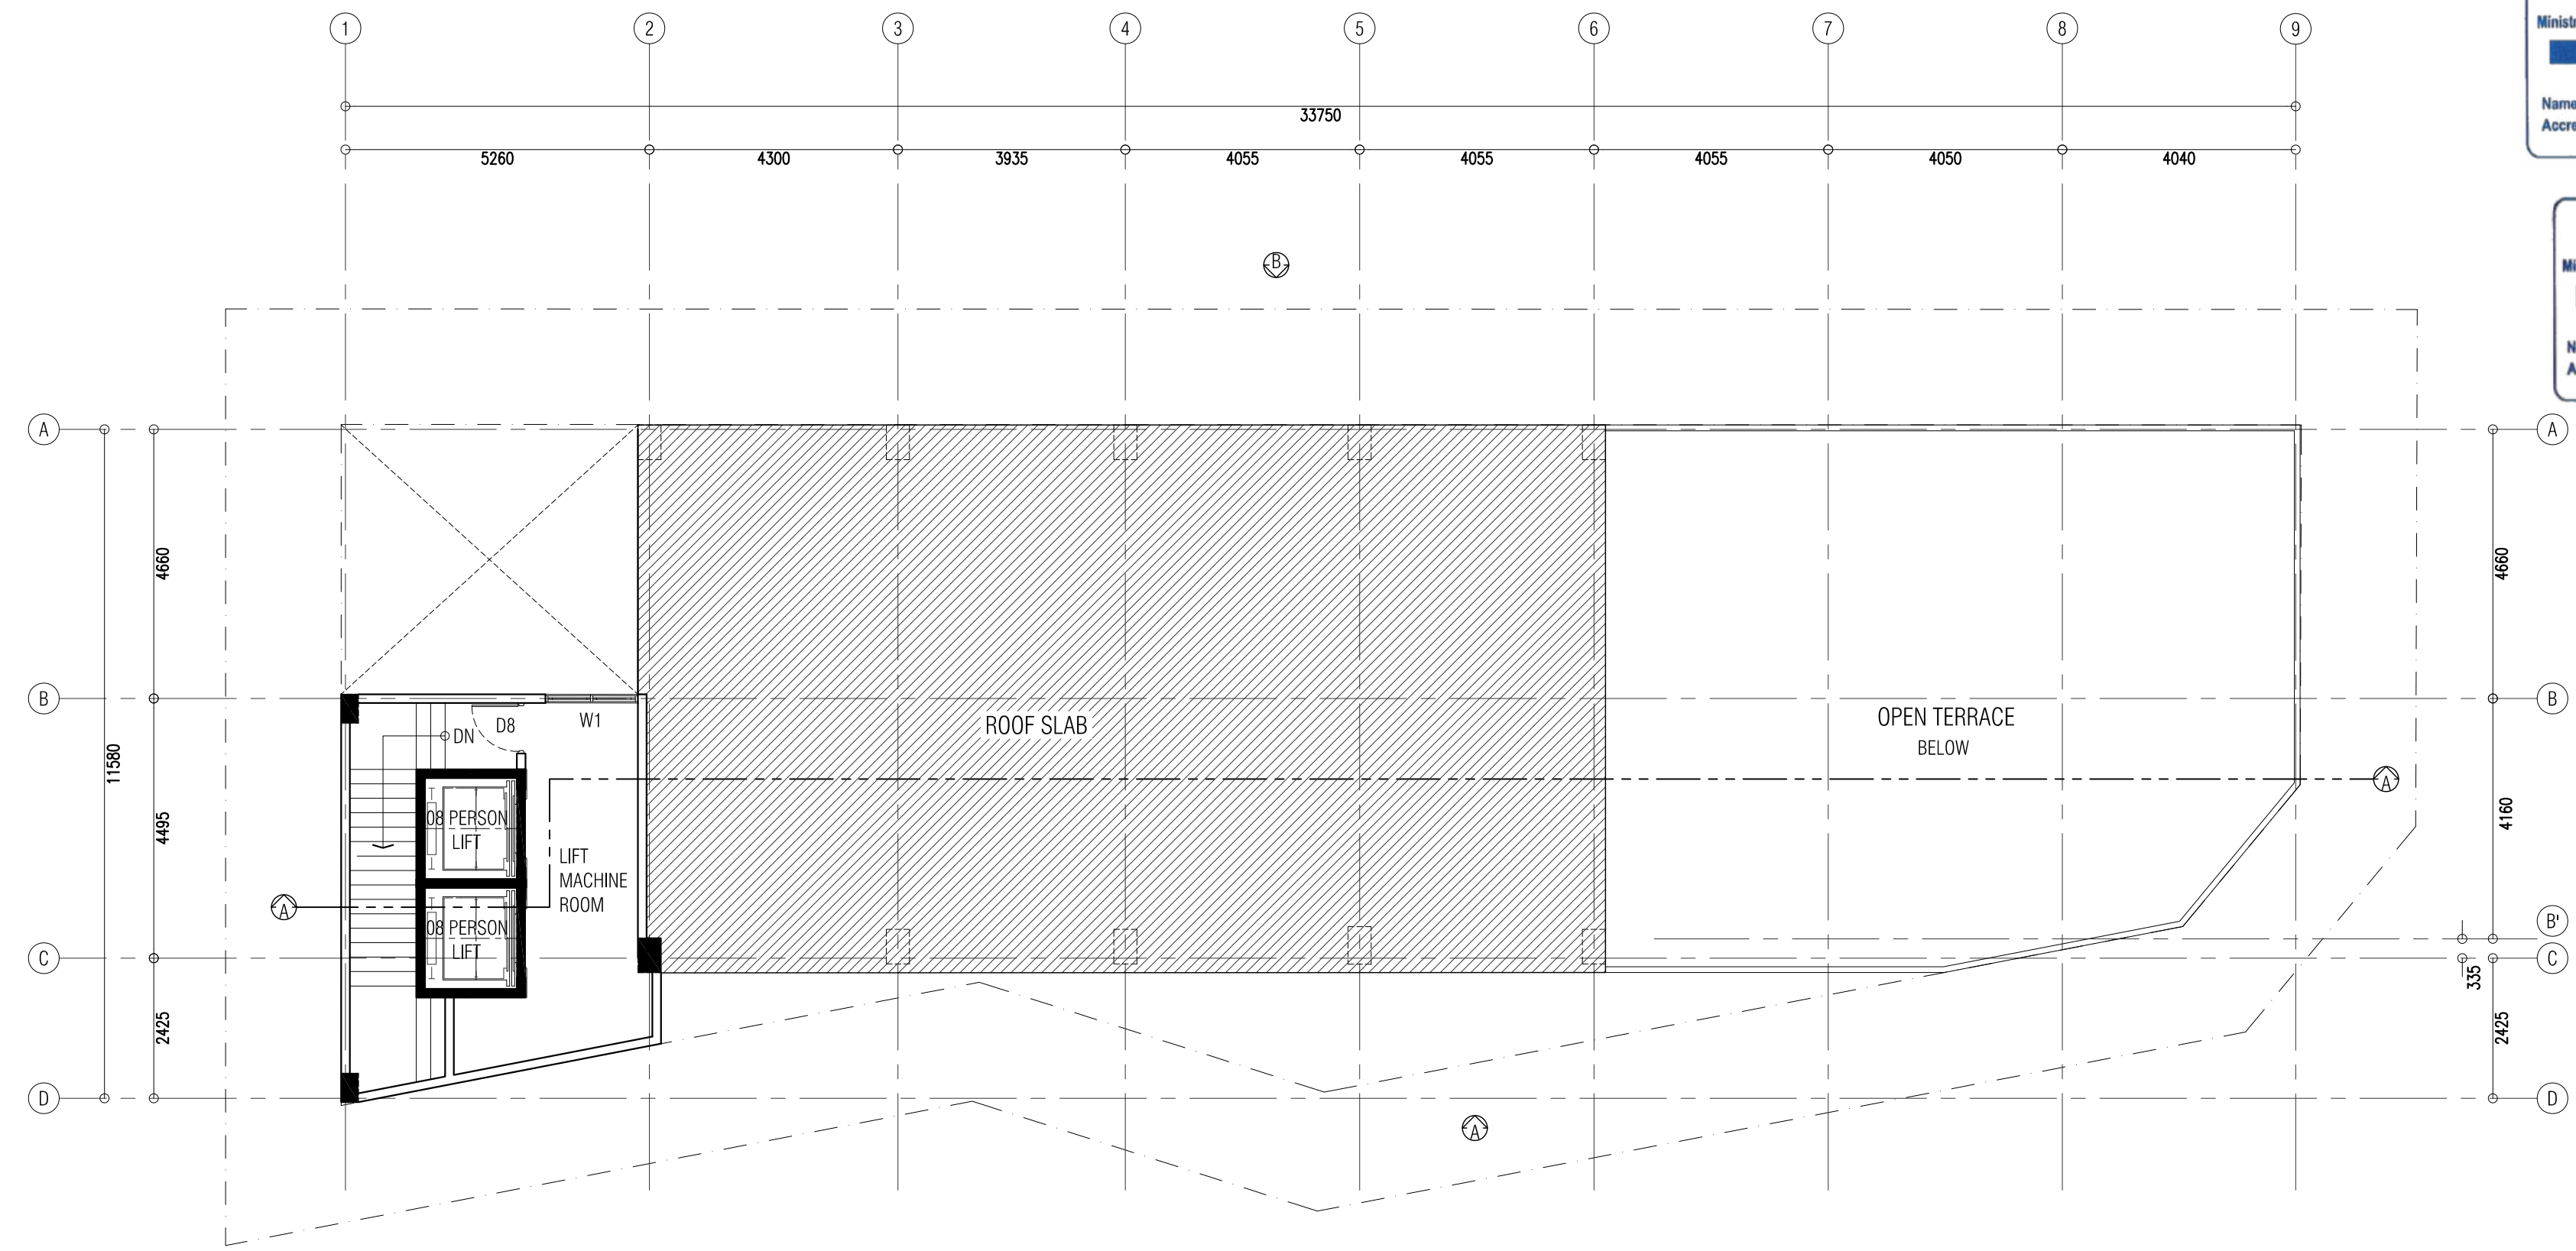 1 2 3 4 5 6 7 8 9
33750
5260 4300 3935 4055 4055 4055 4050 4040
B
A A
4660 4660
B B
DN D8 W1
ROOF SLAB
OPEN TERRACE
BELOW
11580
4495 4160
08 PERSON
LIFT
LIFT
MACHINE
ROOM
A A
08 PERSON
LIFT
B'
C C
335
2425 2425
D D
A
Name